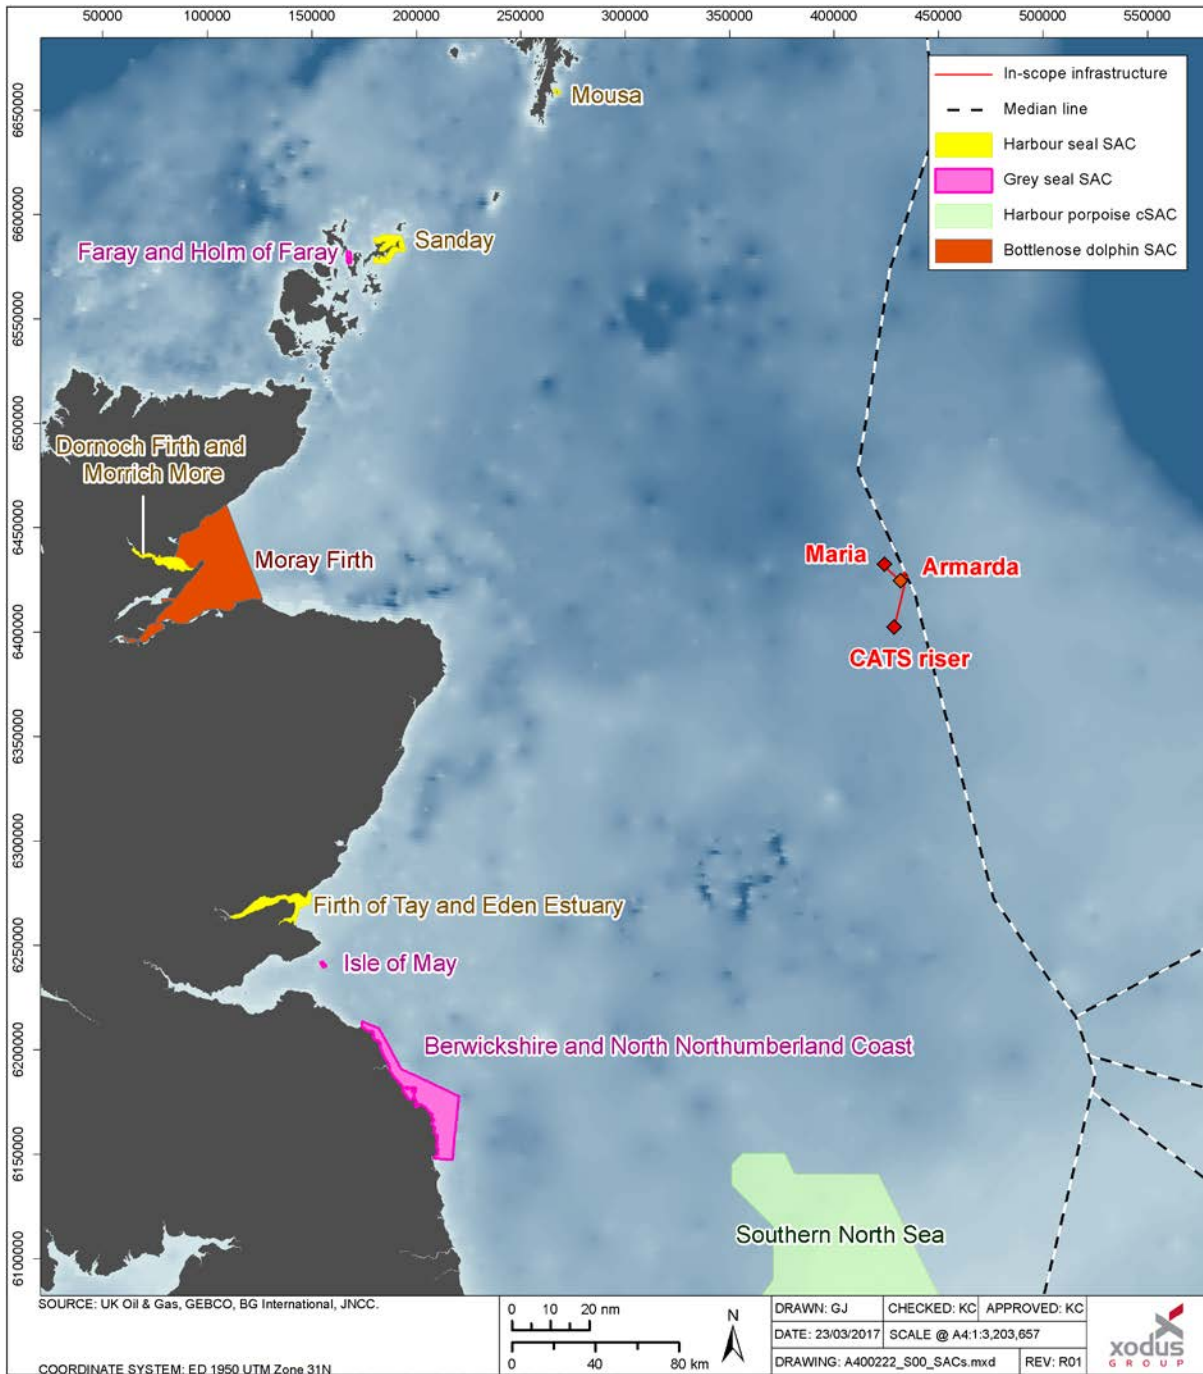 50000 100000 150000 200000 250000 300000 350000 400000 450000 500000 550000
6650000
6600000
6550000
6500000
6450000
6400000
6350000
6300000
6250000
6200000
6150000
6100000
In-scope infrastructure
Median line
Harbour seal SAC
Grey seal SAC
Harbour porpoise cSAC
Bottlenose dolphin SAC
Mousa
Faray and Holm of Faray
Sanday
Dornoch Firth and
Morrich More
Moray Firth
Maria
Armarda
CATS riser
Firth of Tay and Eden Estuary
Isle of May
Berwickshire and North Northumberland Coast
Southern North Sea
SOURCE: UK Oil & Gas, GEBCO, BG International, JNCC.
COORDINATE SYSTEM: ED 1950 UTM Zone 31N
0 10 20 nm
0 40 80 km
N
DRAWN: GJ CHECKED: KC APPROVED: KC
DATE: 23/03/2017 SCALE @ A4:1:3,203,657
DRAWING: A400222_S00_SACs.mxd REV: R01
xodus
GROUP